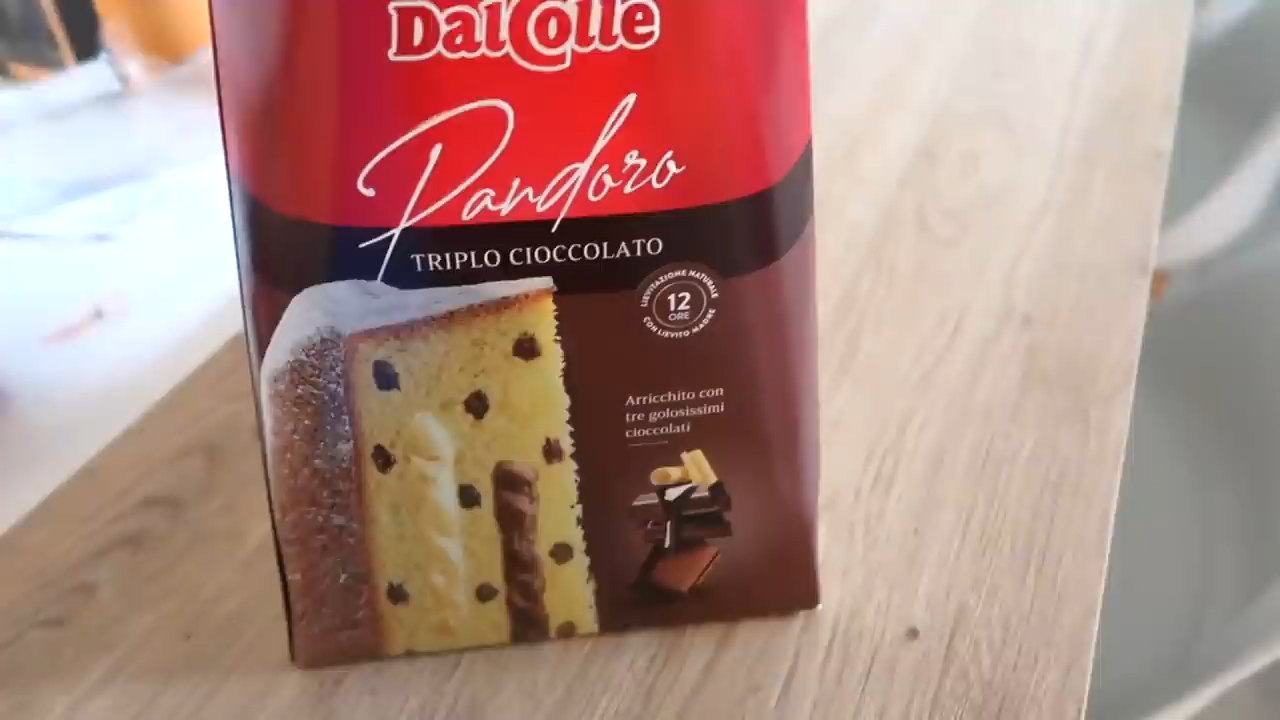 DalColle
Pandoro
TRIPLO CIOCCOLATO
LIEVITAZIONE NATURALE
12
ORE
CON LIEVITO MADRE
Arricchito con
tre golosissimi
cioccolati